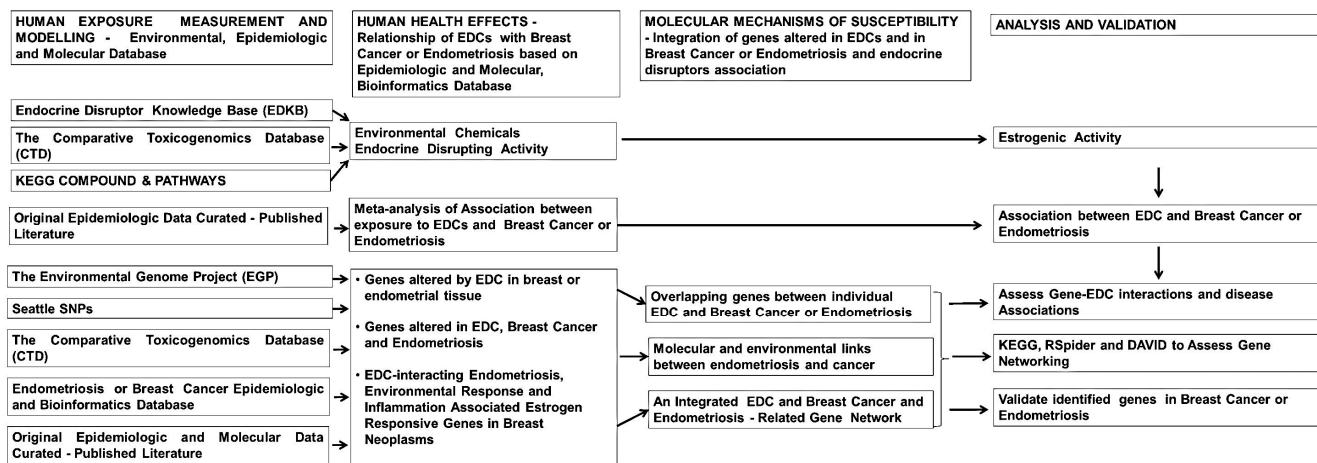 HUMAN EXPOSURE MEASUREMENT AND
MODELLING - Environmental, Epidemiologic
and Molecular Database
HUMAN HEALTH EFFECTS -
Relationship of EDCs with Breast
Cancer or Endometriosis based on
Epidemiologic and Molecular,
Bioinformatics Database
MOLECULAR MECHANISMS OF SUSCEPTIBILITY
- Integration of genes altered in EDCs and in
Breast Cancer or Endometriosis and endocrine
disruptors association
ANALYSIS AND VALIDATION
Endocrine Disruptor Knowledge Base (EDKB)
The Comparative Toxicogenomics Database
(CTD)
KEGG COMPOUND & PATHWAYS
Environmental Chemicals
Endocrine Disrupting Activity
Estrogenic Activity
Original Epidemiologic Data Curated - Published
Literature
Meta-analysis of Association between
exposure to EDCs and Breast Cancer or
Endometriosis
Association between EDC and Breast Cancer or
Endometriosis
The Environmental Genome Project (EGP)
Seattle SNPs
The Comparative Toxicogenomics Database
(CTD)
Endometriosis or Breast Cancer Epidemiologic
and Bioinformatics Database
Original Epidemiologic and Molecular Data
Curated - Published Literature
• Genes altered by EDC in breast or
endometrial tissue
• Genes altered in EDC, Breast Cancer
and Endometriosis
• EDC-interacting Endometriosis,
Environmental Response and
Inflammation Associated Estrogen
Responsive Genes in Breast
Neoplasms
Overlapping genes between individual
EDC and Breast Cancer or Endometriosis
Molecular and environmental links
between endometriosis and cancer
An Integrated EDC and Breast Cancer and
Endometriosis - Related Gene Network
Assess Gene-EDC interactions and disease
Associations
KEGG, RSpider and DAVID to Assess Gene
Networking
Validate identified genes in Breast Cancer or
Endometriosis